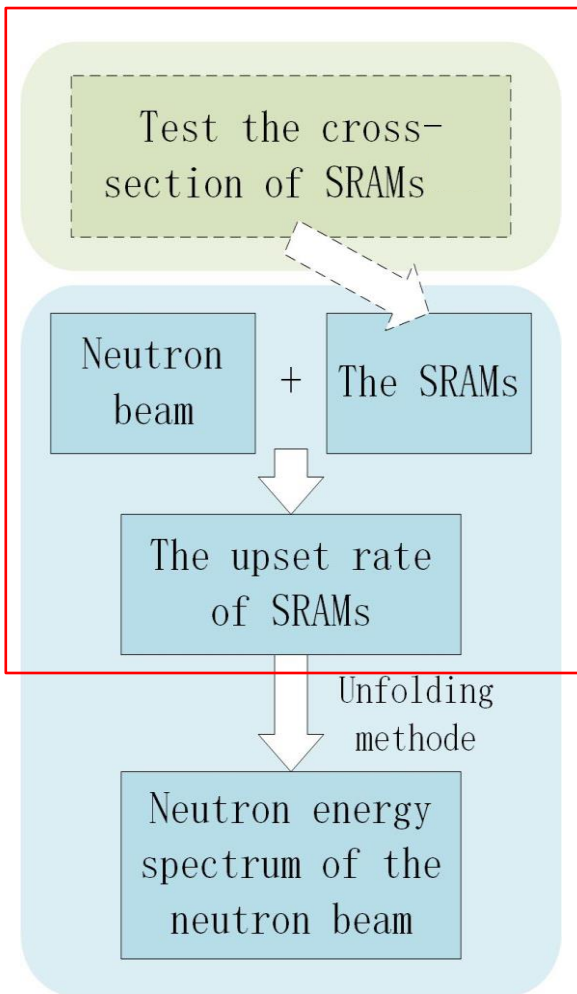 Test the cross-
section of SRAMs
Neutron
beam
+
The SRAMs
The upset rate
of SRAMs
Unfolding
methode
Neutron energy
spectrum of the
neutron beam